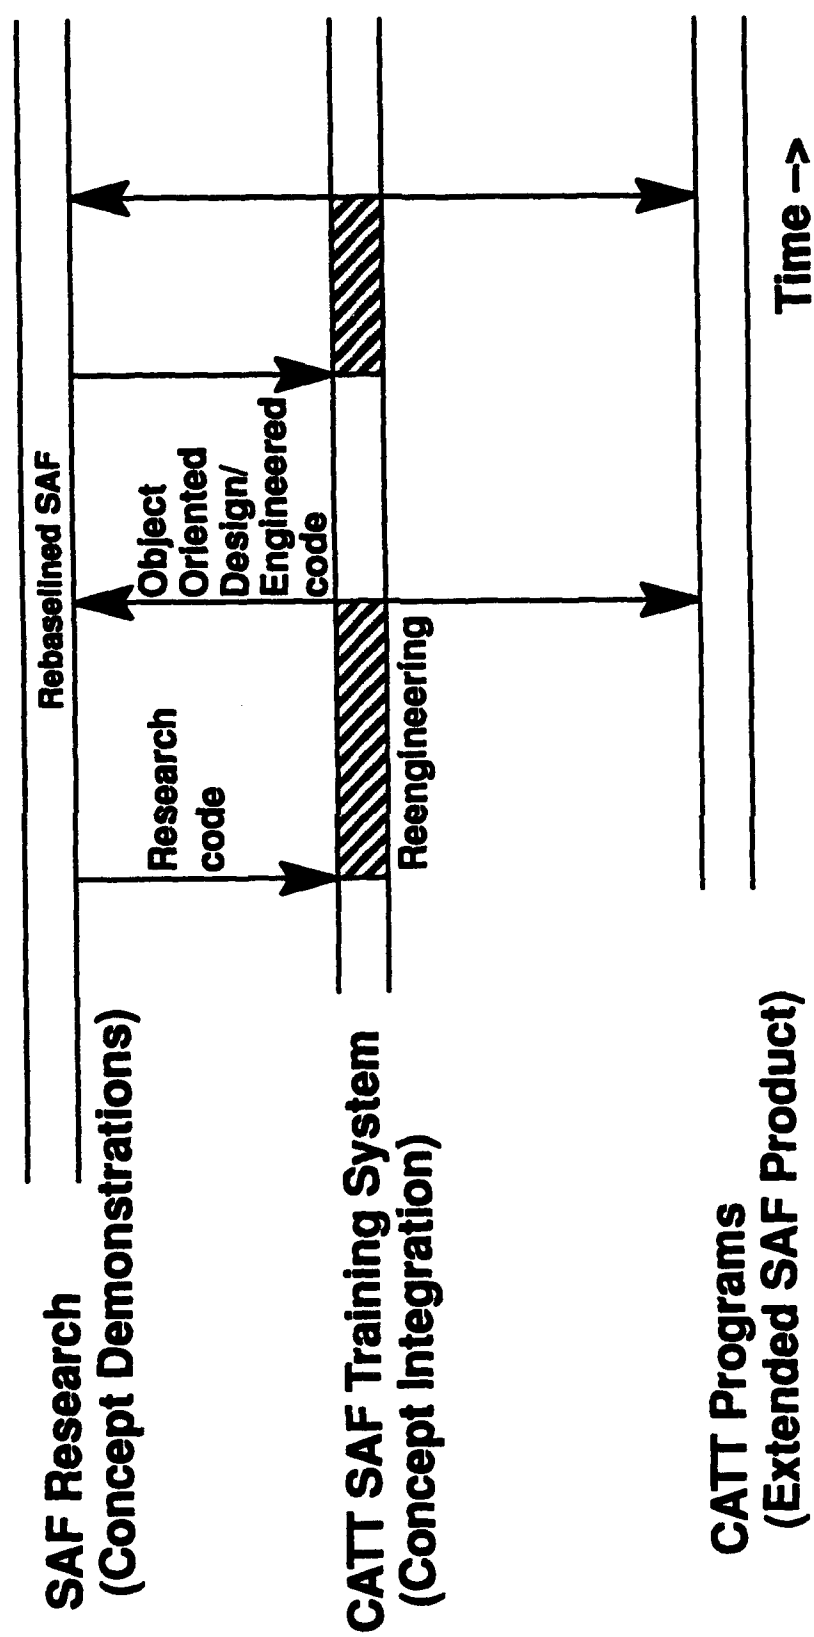 Rebaselined SAF
SAF Research
(Concept Demonstrations)
Research
code
Object
Oriented
Design/
Engineered
code
CATT SAF Training System
(Concept Integration)
Reengineering
CATT Programs
(Extended SAF Product)
Time -->